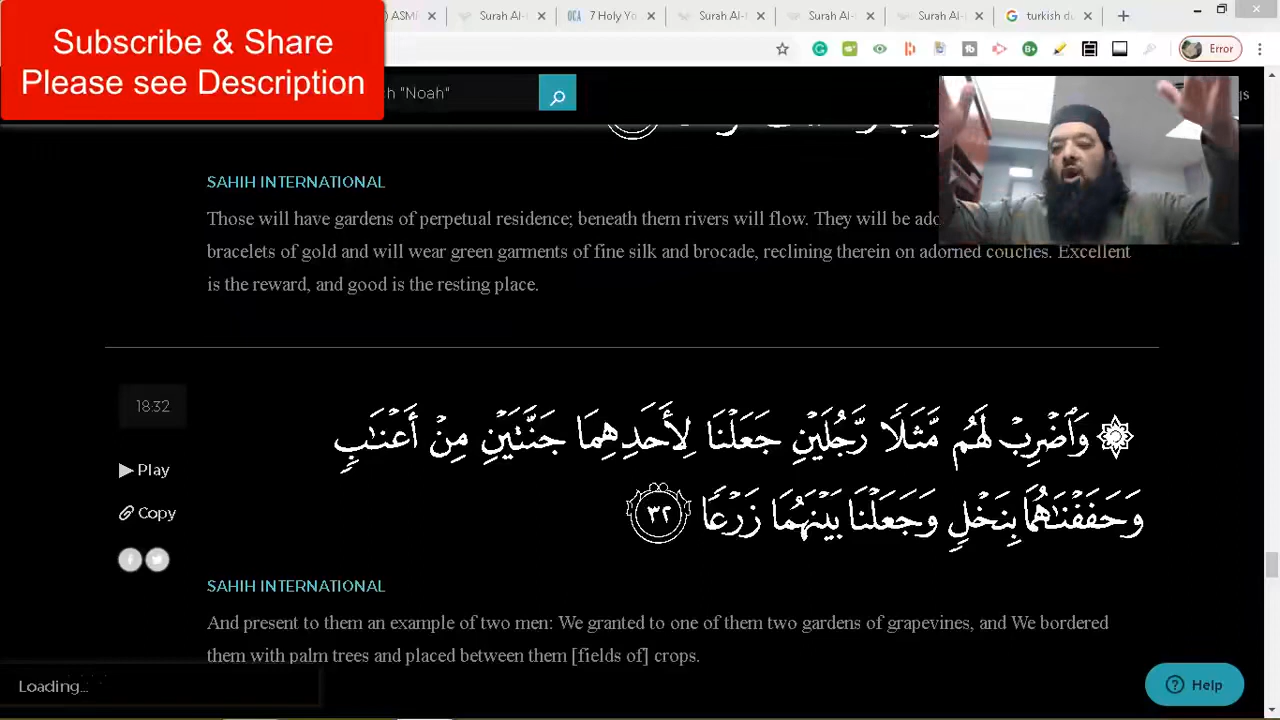 Subscribe & Share
Please see Description
) ASMR
Surah Al-
Surah Al-
7 Holy Yo
Surah Al-
Surah Al-
Surah Al-
turkish du
Error
h "Noah"
SAHIH INTERNATIONAL
Those will have gardens of perpetual residence; beneath them rivers will flow. They will be
bracelets of gold and will wear green garments of fine silk and brocade, reclining therein on adorned couches. Excellent
is the reward, and good is the resting place.
18:32
۞ وَٱضْرِبْ لَهُم مَّثَلًا رَّجُلَيْنِ جَعَلْنَا لِأَحَدِهِمَا جَنَّتَيْنِ مِنْ أَعْنَٰبٍ
وَحَفَفْنَٰهُمَا بِنَخْلٍ وَجَعَلْنَا بَيْنَهُمَا زَرْعًا ٣٢
Play
Copy
SAHIH INTERNATIONAL
And present to them an example of two men: We granted to one of them two gardens of grapevines, and We bordered
them with palm trees and placed between them [fields of] crops.
Loading...
Help